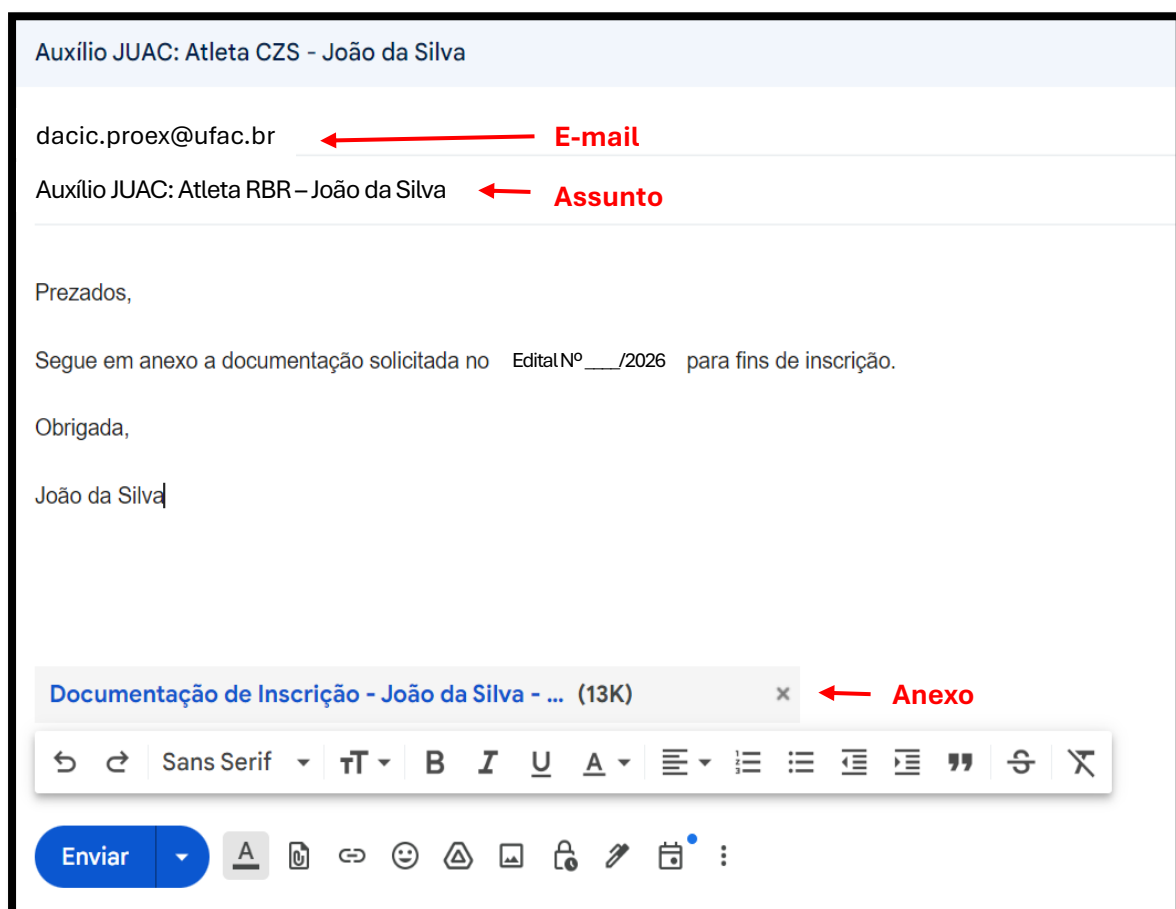 Auxílio JUAC: Atleta CZS - João da Silva
dacic.proex@ufac.br E-mail
Auxílio JUAC: Atleta RBR – João da Silva Assunto
Prezados,
Segue em anexo a documentação solicitada no Edital Nº ____/2026 para fins de inscrição.
Obrigada,
João da Silva
Documentação de Inscrição - João da Silva - ... (13K) Anexo
Sans Serif
Enviar